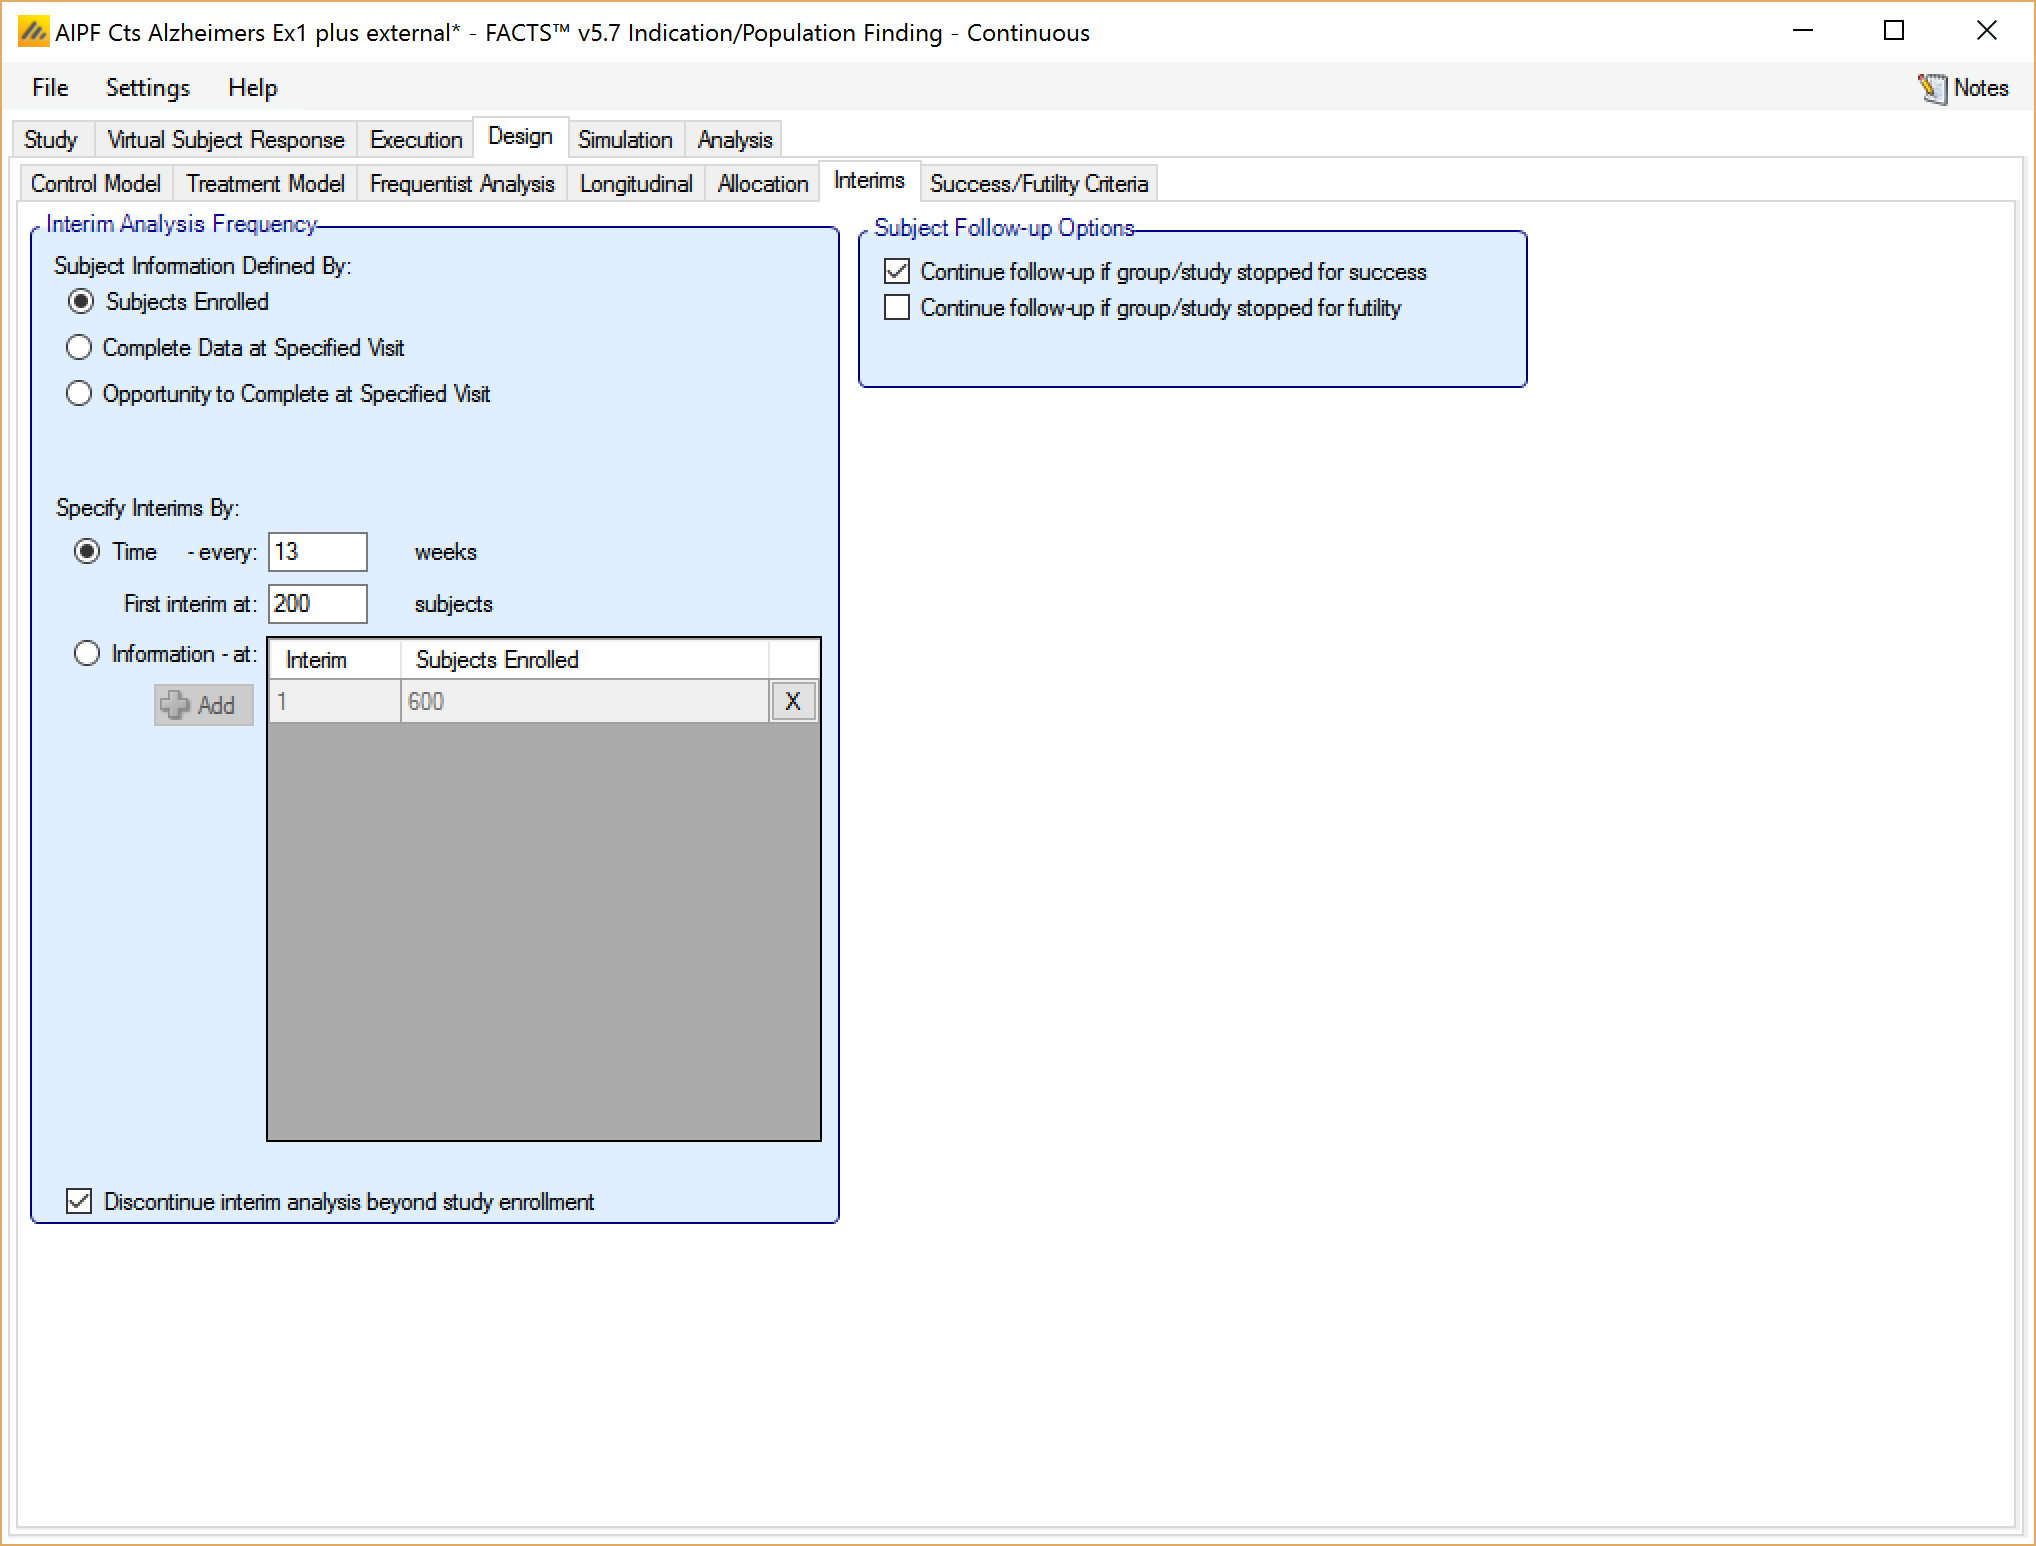 AIPF Cts Alzheimers Ex1 plus external* - FACTS™ v5.7 Indication/Population Finding - Continuous
File Settings Help Notes
Study Virtual Subject Response Execution Design Simulation Analysis
Control Model Treatment Model Frequentist Analysis Longitudinal Allocation Interims Success/Futility Criteria
Interim Analysis Frequency
Subject Information Defined By:
Subjects Enrolled
Complete Data at Specified Visit
Opportunity to Complete at Specified Visit
Specify Interims By:
Time - every: 13 weeks
First interim at: 200 subjects
Information - at: Interim Subjects Enrolled
Add 1 600 X
Discontinue interim analysis beyond study enrollment
Subject Follow-up Options
Continue follow-up if group/study stopped for success
Continue follow-up if group/study stopped for futility